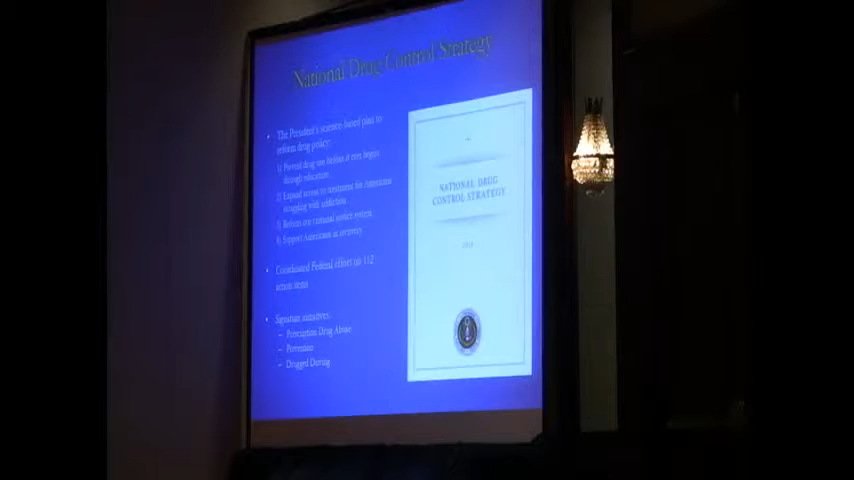 National Drug Control Strategy
• The President's science-based plan to
reform drug policy:
1) Prevent drug use before it ever begins
through education
2) Expand access to treatment for Americans
struggling with addiction
3) Reform our criminal justice system
4) Support Americans in recovery
• Coordinated Federal effort on 112
action items
• Signature initiatives:
– Prescription Drug Abuse
– Prevention
– Drugged Driving
NATIONAL DRUG
CONTROL STRATEGY